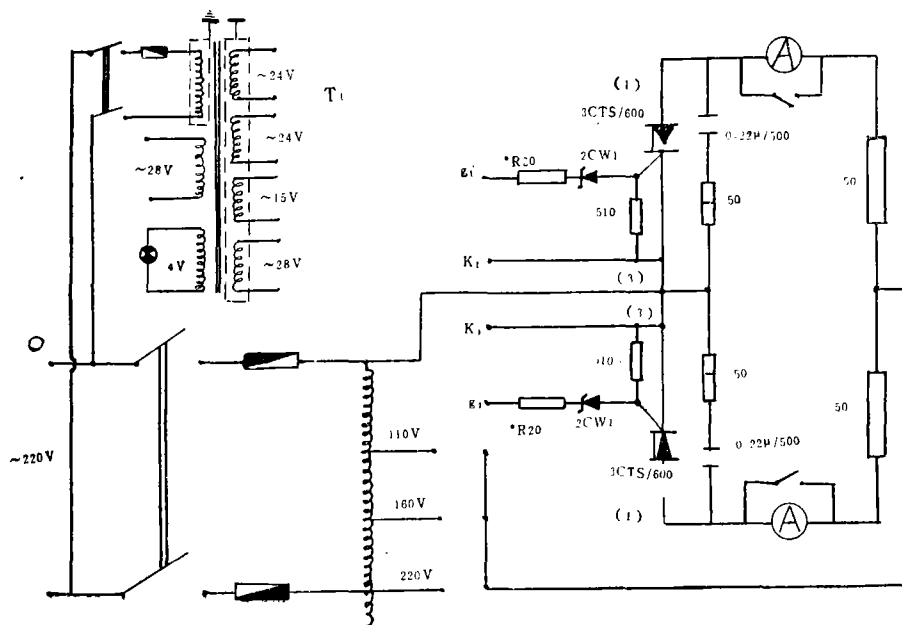 ~24V
T1
~24V
~28V
~15V
4V
~28V
~220V
110V
160V
220V
(1)
3CTS/600
0.22μ/500
*R20
2CW1
g1
510
50
50
K1
(3)
(3)
K1
50
50
g1
*R20
2CW1
3CTS/600
0.22μ/500
(1)
A
A